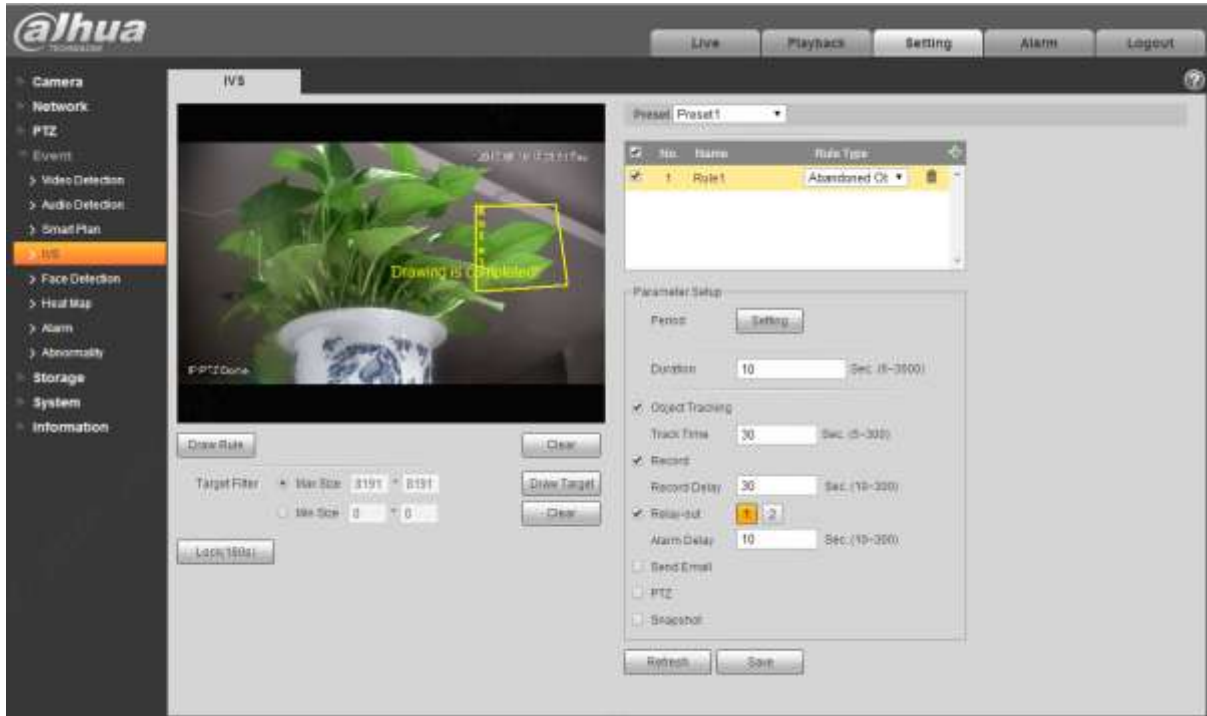 alhua
TECHNOLOGY
Live Playback Setting Alarm Logout
Camera
Network
PTZ
Event
Video Detection
Audio Detection
Smart Plan
IVS
Face Detection
Heat Map
Alarm
Abnormality
Storage
System
Information
IVS
Drawing is completed!
IP PTZ Dome
Draw Rule Clear
Target Filter Max Size 8191 * 8191 Draw Target
Min Size 0 * 0 Clear
Lock(180s)
Preset Preset1
No. Name Rule Type
1 Rule1 Abandoned Ob
Parameter Setup
Period Setting
Duration 10 Sec. (6~3600)
Object Tracking
Track Time 30 Sec. (5~300)
Record
Record Delay 30 Sec. (10~300)
Relay-out 1 2
Alarm Delay 10 Sec. (10~300)
Send Email
PTZ
Snapshot
Refresh Save